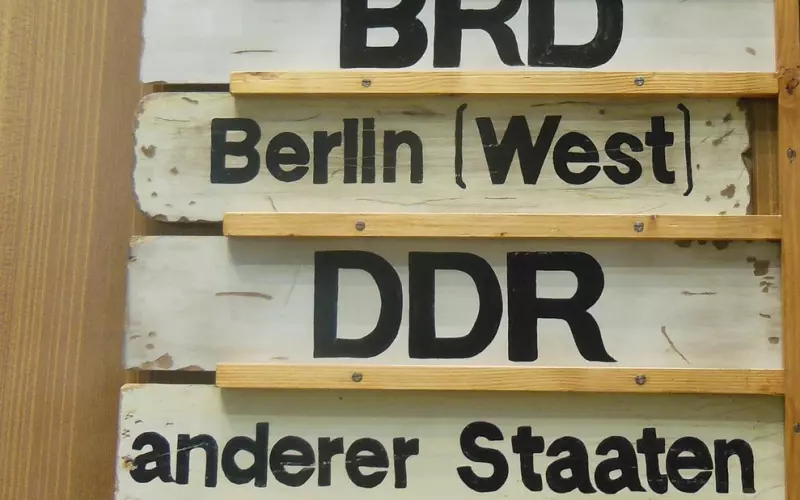 BRD
Berlin (West)
DDR
anderer Staaten